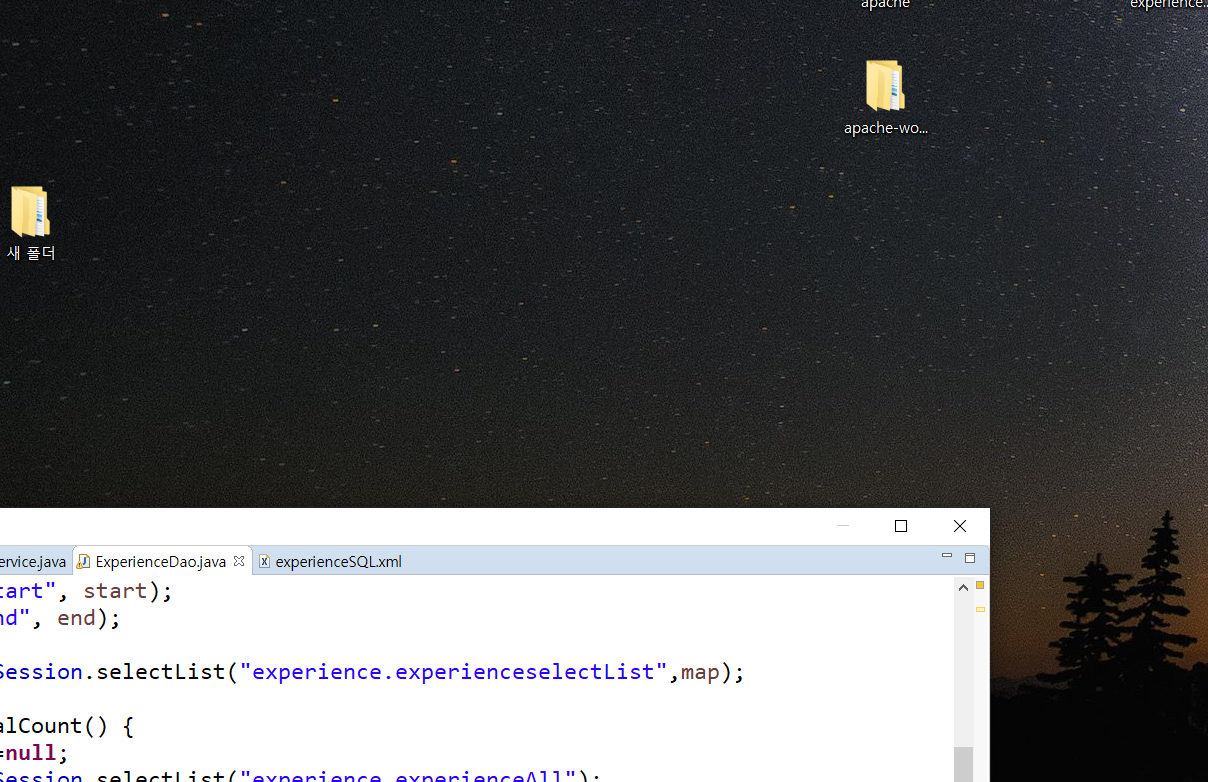 apache
experience...
apache-wo...
새 폴더
ervice.java
ExperienceDao.java
experienceSQL.xml
tart", start);
nd", end);
Session.selectList("experience.experienceselectList",map);
alCount() {
=null;
Session.selectList("experience.experienceAll");